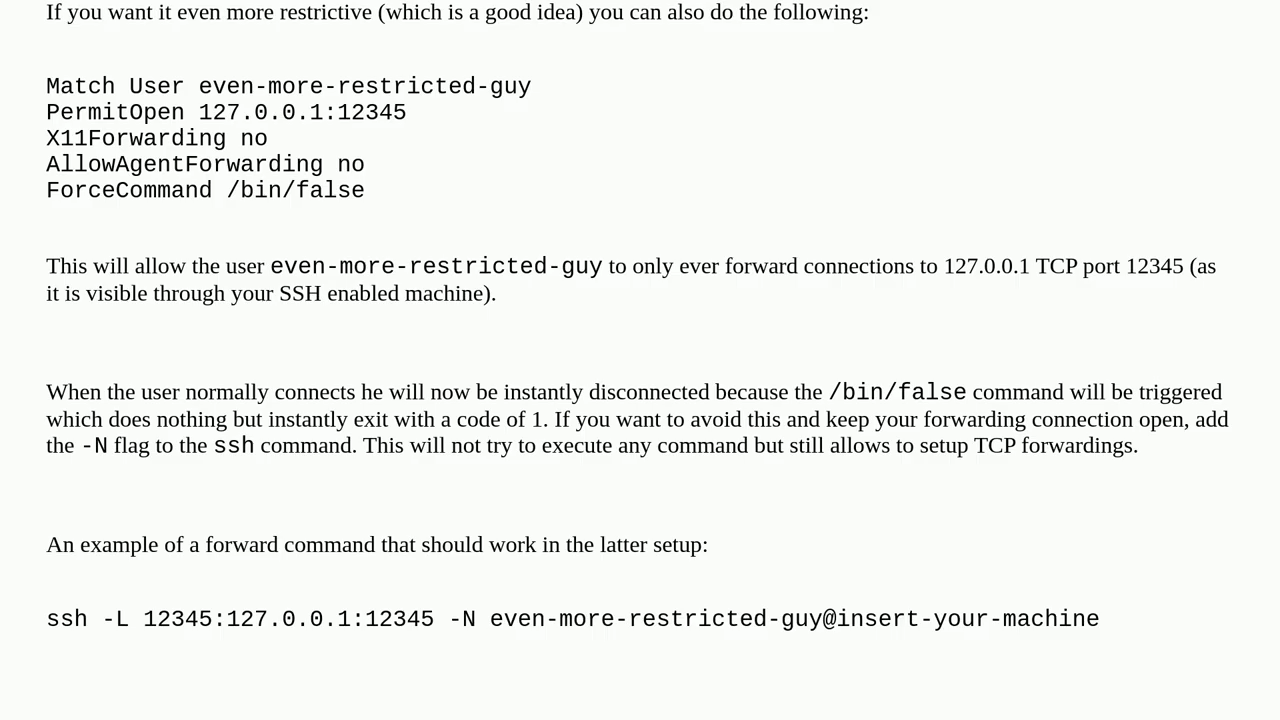 If you want it even more restrictive (which is a good idea) you can also do the following:
Match User even-more-restricted-guy
PermitOpen 127.0.0.1:12345
X11Forwarding no
AllowAgentForwarding no
ForceCommand /bin/false
This will allow the user even-more-restricted-guy to only ever forward connections to 127.0.0.1 TCP port 12345 (as
it is visible through your SSH enabled machine).
When the user normally connects he will now be instantly disconnected because the /bin/false command will be triggered
which does nothing but instantly exit with a code of 1. If you want to avoid this and keep your forwarding connection open, add
the -N flag to the ssh command. This will not try to execute any command but still allows to setup TCP forwardings.
An example of a forward command that should work in the latter setup:
ssh -L 12345:127.0.0.1:12345 -N even-more-restricted-guy@insert-your-machine